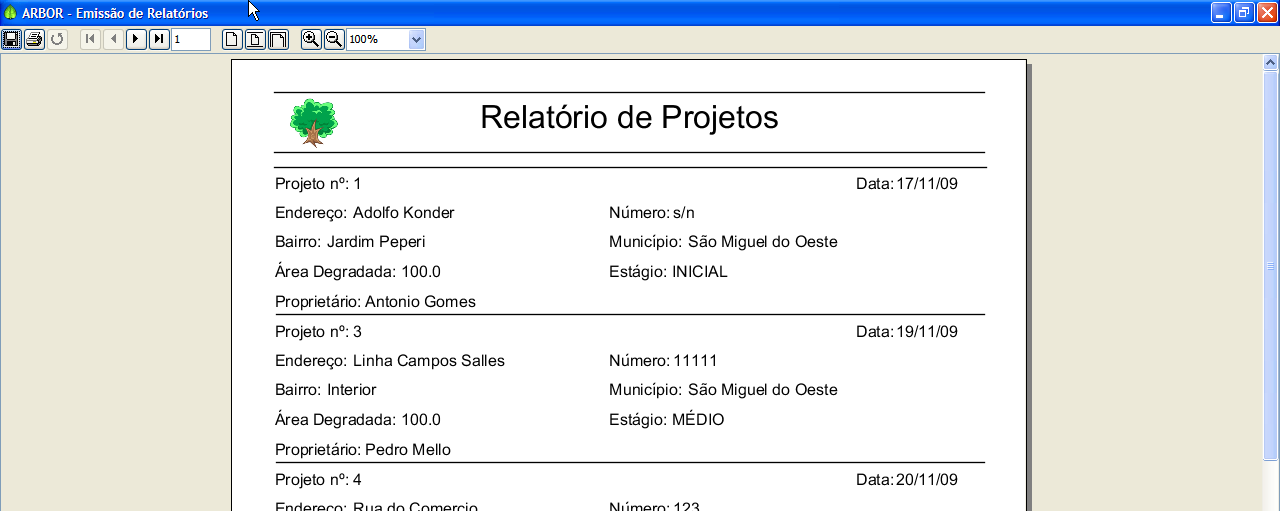 ARBOR - Emissão de Relatórios
1
100%
Relatório de Projetos
Projeto nº: 1 Data: 17/11/09
Endereço: Adolfo Konder Número: s/n
Bairro: Jardim Peperi Município: São Miguel do Oeste
Área Degradada: 100.0 Estágio: INICIAL
Proprietário: Antonio Gomes
Projeto nº: 3 Data: 19/11/09
Endereço: Linha Campos Salles Número: 11111
Bairro: Interior Município: São Miguel do Oeste
Área Degradada: 100.0 Estágio: MÉDIO
Proprietário: Pedro Mello
Projeto nº: 4 Data: 20/11/09
Endereço: Rua do Comercio Número: 123